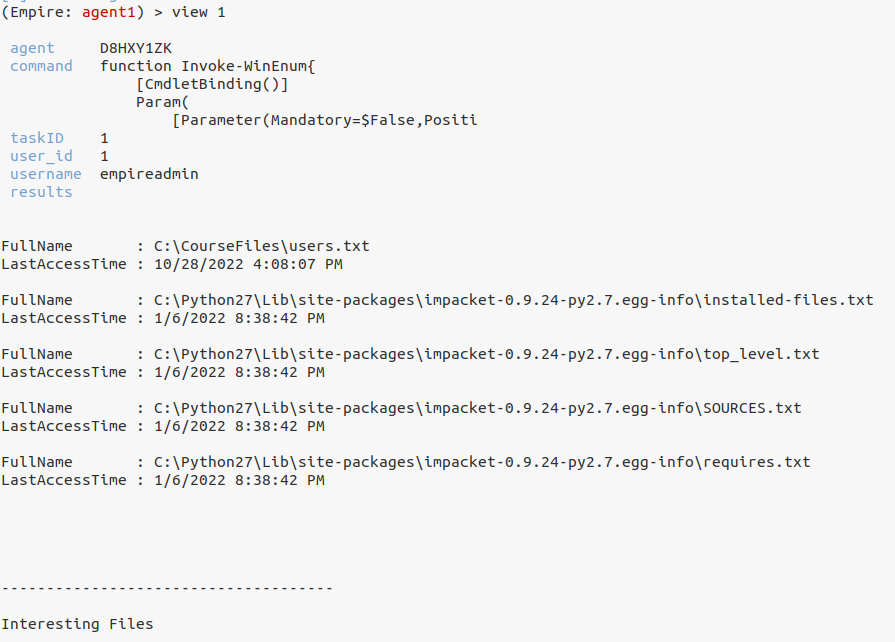 (Empire: agent1) > view 1
agent D8HXY1ZK
command function Invoke-WinEnum{
[CmdletBinding()]
Param(
[Parameter(Mandatory=$False,Positi
taskID 1
user_id 1
username empireadmin
results
FullName : C:\CourseFiles\users.txt
LastAccessTime : 10/28/2022 4:08:07 PM
FullName : C:\Python27\Lib\site-packages\impacket-0.9.24-py2.7.egg-info\installed-files.txt
LastAccessTime : 1/6/2022 8:38:42 PM
FullName : C:\Python27\Lib\site-packages\impacket-0.9.24-py2.7.egg-info\top_level.txt
LastAccessTime : 1/6/2022 8:38:42 PM
FullName : C:\Python27\Lib\site-packages\impacket-0.9.24-py2.7.egg-info\SOURCES.txt
LastAccessTime : 1/6/2022 8:38:42 PM
FullName : C:\Python27\Lib\site-packages\impacket-0.9.24-py2.7.egg-info\requires.txt
LastAccessTime : 1/6/2022 8:38:42 PM
-------------------------------------
Interesting Files